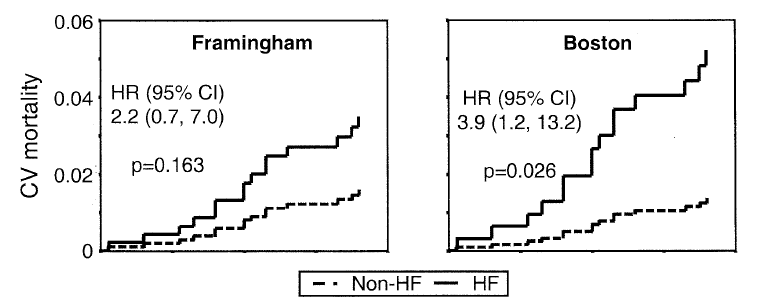 0.06
0.04
0.02
0
CV mortality
Framingham
HR (95% CI)
2.2 (0.7, 7.0)
p=0.163
Boston
HR (95% CI)
3.9 (1.2, 13.2)
p=0.026
Non-HF HF